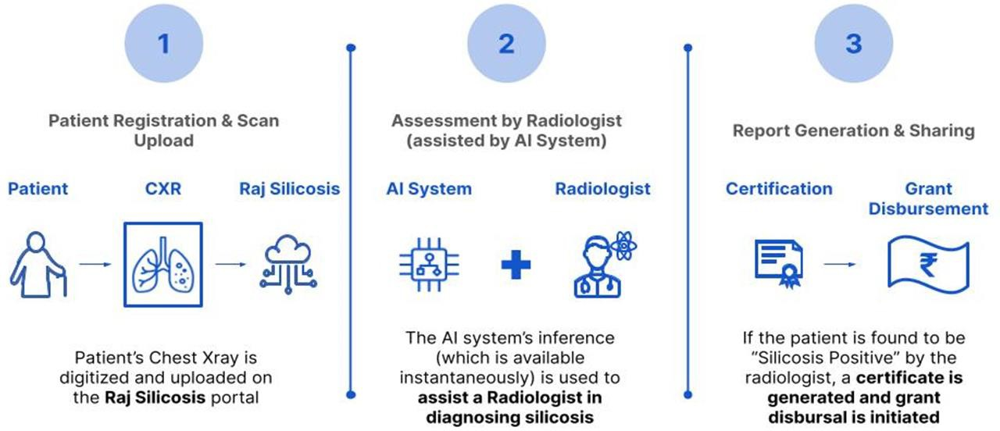 1
Patient Registration & Scan
Upload
Patient
CXR
Raj Silicosis
Patient’s Chest Xray is
digitized and uploaded on
the Raj Silicosis portal
2
Assessment by Radiologist
(assisted by AI System)
AI System
Radiologist
The AI system’s inference
(which is available
instantaneously) is used to
assist a Radiologist in
diagnosing silicosis
3
Report Generation & Sharing
Certification
Grant
Disbursement
₹
If the patient is found to be
“Silicosis Positive” by the
radiologist, a certificate is
generated and grant
disbursal is initiated